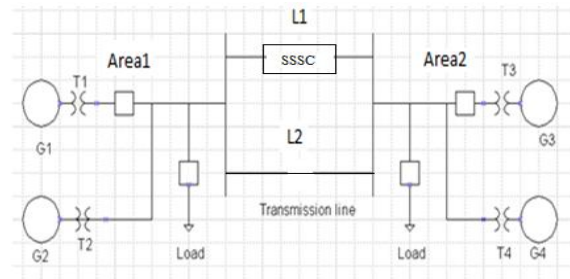 L1
Area1
SSSC
Area2
T1
T3
G1
L2
G3
Transmission line
G2
T2
Load
Load
T4
G4